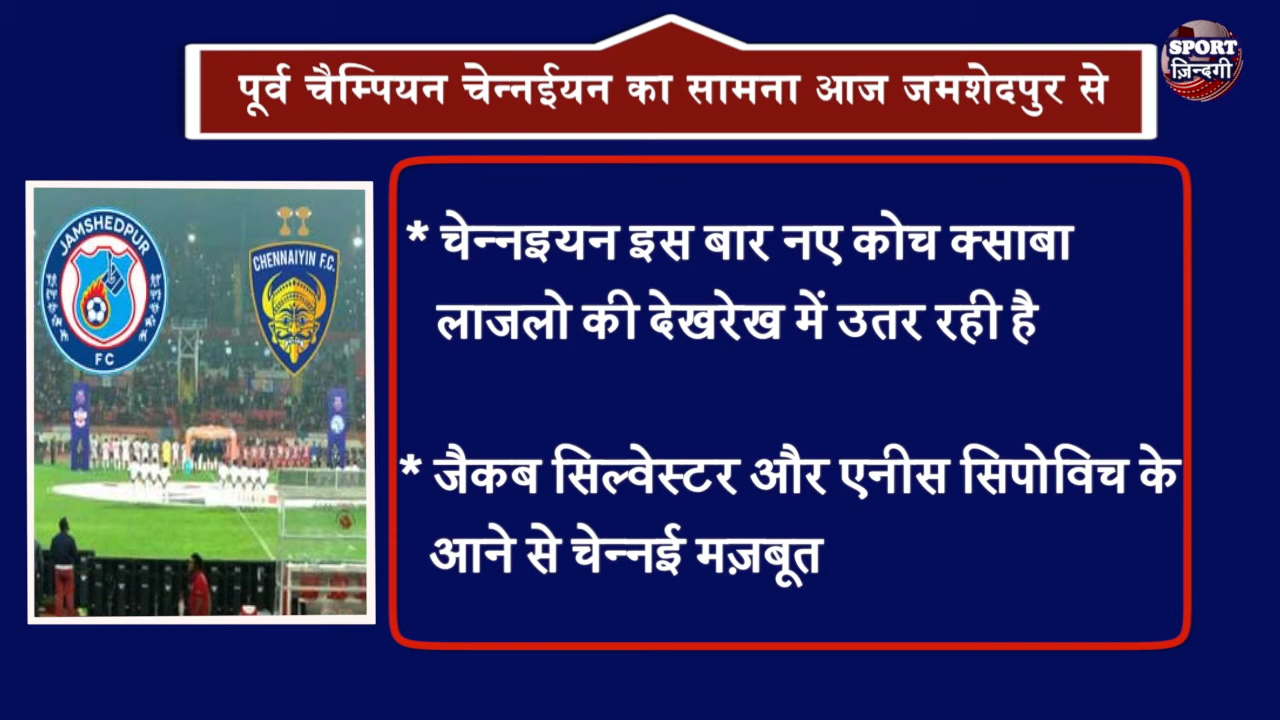 पूर्व चैम्पियन चेन्नईयन का सामना आज जमशेदपुर से
SPORT
ज़िन्दगी
JAMSHEDPUR
FC
CHENNAIYIN F.C.
* चेन्नइयन इस बार नए कोच क्साबा
लाजलो की देखरेख में उतर रही है
* जैकब सिल्वेस्टर और एनीस सिपोविच के
आने से चेन्नई मज़बूत